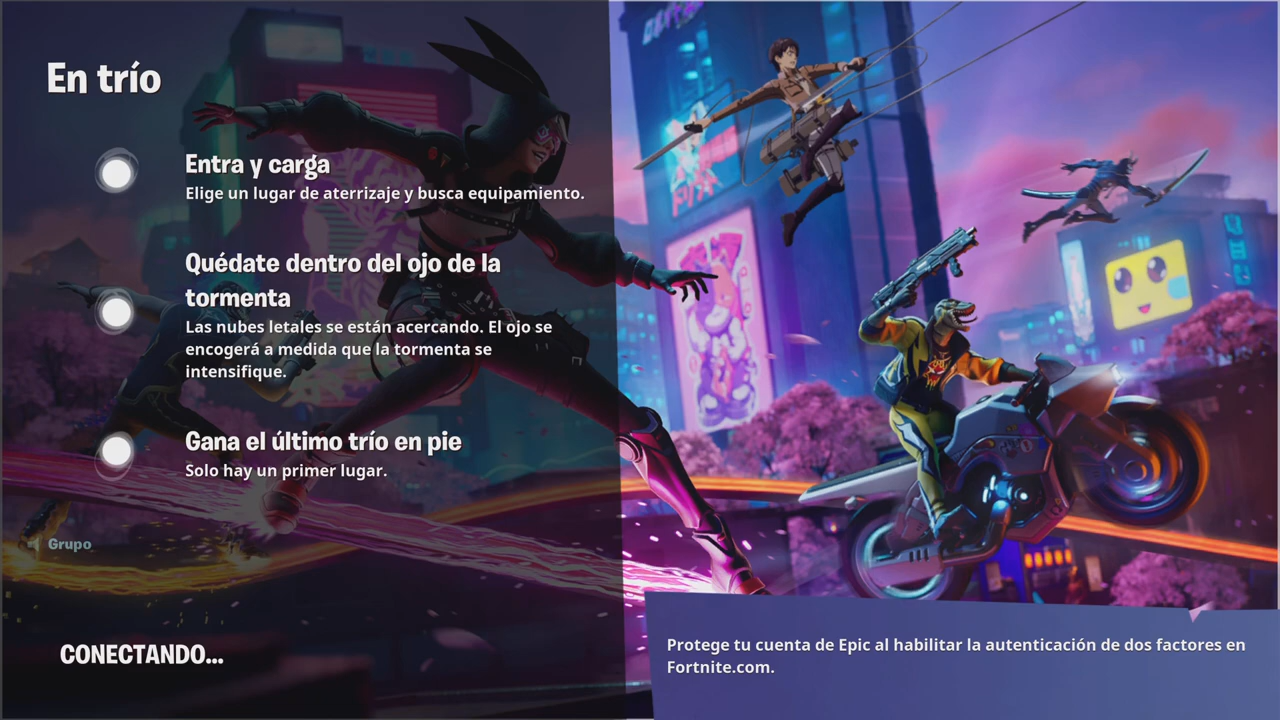 En trío
Entra y carga
Elige un lugar de aterrizaje y busca equipamiento.
Quédate dentro del ojo de la
tormenta
Las nubes letales se están acercando. El ojo se
encogerá a medida que la tormenta se
intensifique.
Gana el último trío en pie
Solo hay un primer lugar.
Grupo
CONECTANDO...
Protege tu cuenta de Epic al habilitar la autenticación de dos factores en
Fortnite.com.